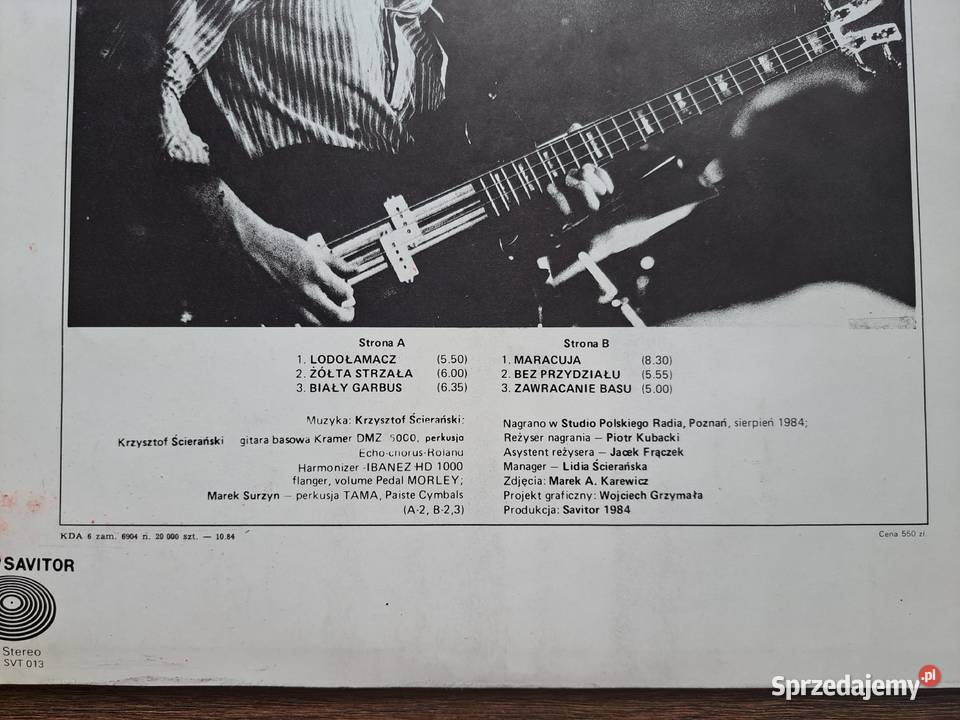 Strona A
1. LODOŁAMACZ (5.50)
2. ŻÓŁTA STRZAŁA (6.00)
3. BIAŁY GARBUS (6.35)
Strona B
1. MARACUJA (8.30)
2. BEZ PRZYDZIAŁU (5.55)
3. ZAWRACANIE BASU (5.00)
Muzyka: Krzysztof Ścierański;
Krzysztof Ścierański gitara basowa Kramer DMZ 5000, perkusja
Echo-chorus-Roland
Harmonizer -IBANEZ HD 1000
flanger, volume Pedal MORLEY;
Marek Surzyn – perkusja TAMA, Paiste Cymbals
(A-2, B-2,3)
Nagrano w Studio Polskiego Radia, Poznań, sierpień 1984;
Reżyser nagrania – Piotr Kubacki
Asystent reżysera – Jacek Frączek
Manager – Lidia Ścierańska
Zdjęcia: Marek A. Karewicz
Projekt graficzny: Wojciech Grzymała
Produkcja: Savitor 1984
KDA 6 zam. 6904 n. 20 000 szt. — 10.84
Cena 550 zł
SAVITOR
Stereo
SVT 013
Sprzedajemy.pl